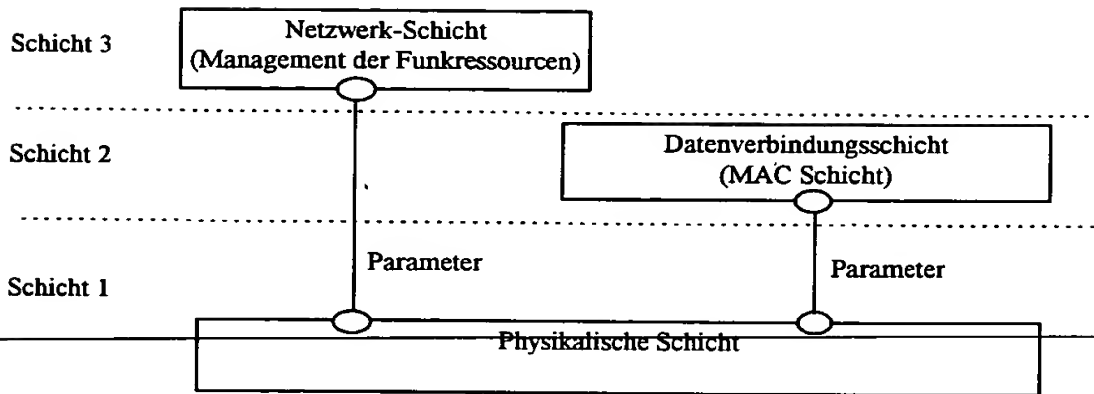 Schicht 3
Netzwerk-Schicht
(Management der Funkressourcen)
Schicht 2
Datenverbindungsschicht
(MAC Schicht)
Schicht 1
Parameter
Parameter
Physikalische Schicht